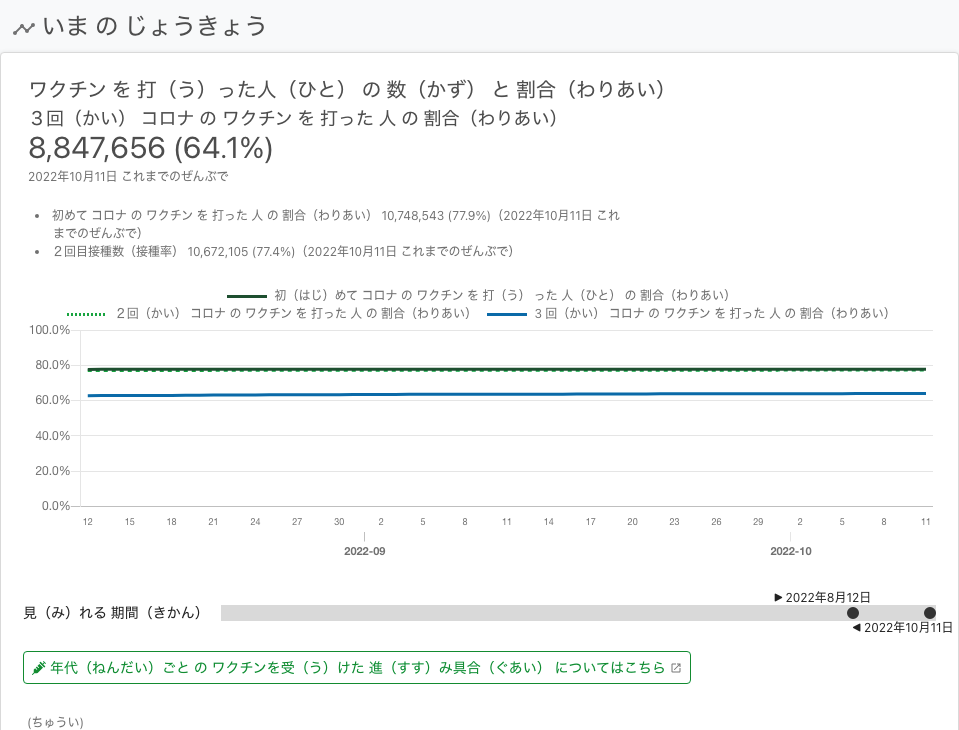 いま の じょうきょう
ワクチン を 打（う）った人（ひと） の 数（かず） と 割合（わりあい）
３回（かい） コロナ の ワクチン を 打った 人 の 割合（わりあい）
8,847,656 (64.1%)
2022年10月11日 これまでのぜんぶで
• 初めて コロナ の ワクチン を 打った 人 の 割合（わりあい） 10,748,543 (77.9%)（2022年10月11日 これ
までのぜんぶで）
• ２回目接種数（接種率） 10,672,105 (77.4%)（2022年10月11日 これまでのぜんぶで）
初（はじ）めて コロナ の ワクチン を 打（う） った 人（ひと） の 割合（わりあい）
２回（かい） コロナ の ワクチン を 打った 人 の 割合（わりあい） ３回（かい） コロナ の ワクチン を 打った 人 の 割合（わりあい）
100.0%
80.0%
60.0%
40.0%
20.0%
0.0%
12 15 18 21 24 27 30 2 5 8 11 14 17 20 23 26 29 2 5 8 11
2022-09 2022-10
▶ 2022年8月12日
見（み）れる 期間（きかん）
◀ 2022年10月11日
年代（ねんだい）ごと の ワクチンを受（う）けた 進（すす）み具合（ぐあい） についてはこちら
(ちゅうい)